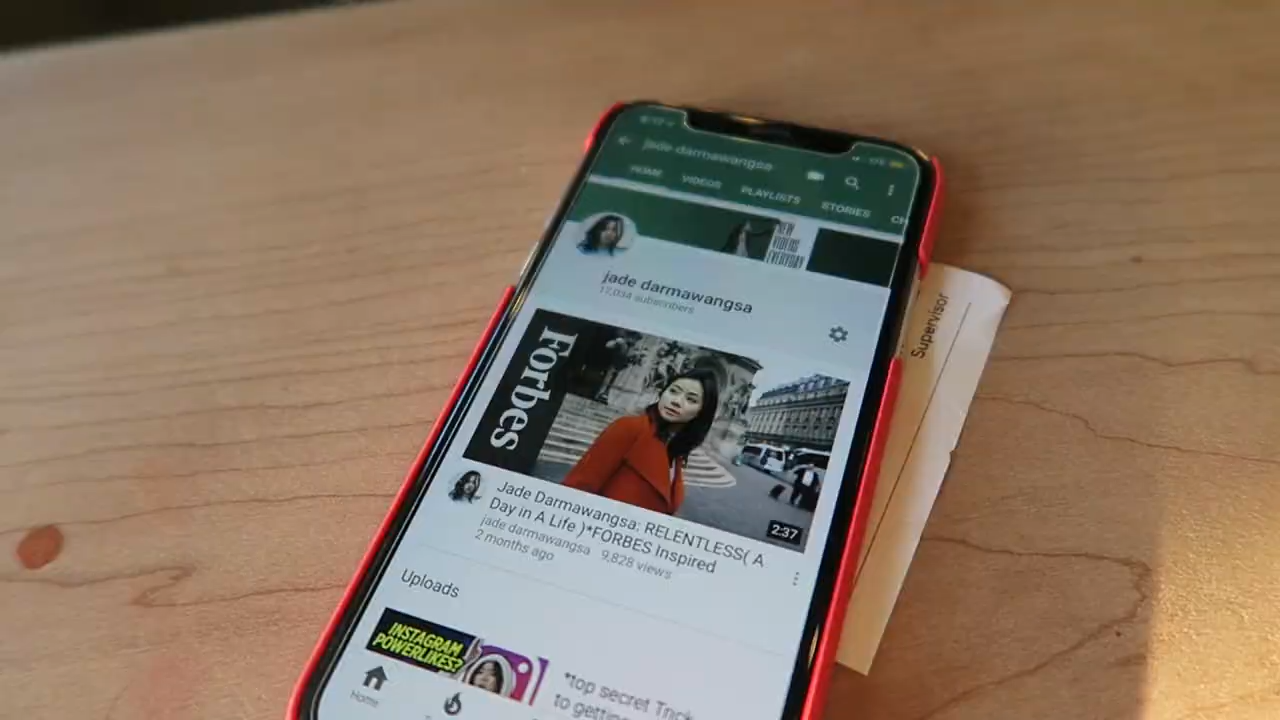 jade darmawangsa
HOME VIDEOS PLAYLISTS STORIES CH
NEW
VIDEOS
EVERYDAY
jade darmawangsa
17,034 subscribers
Supervisor
Forbes
2:37
Jade Darmawangsa: RELENTLESS( A
Day in A Life )*FORBES Inspired
jade darmawangsa 9,828 views
2 months ago
Uploads
INSTAGRAM
POWERLIKES?
*top secret Trick
to getting
Home